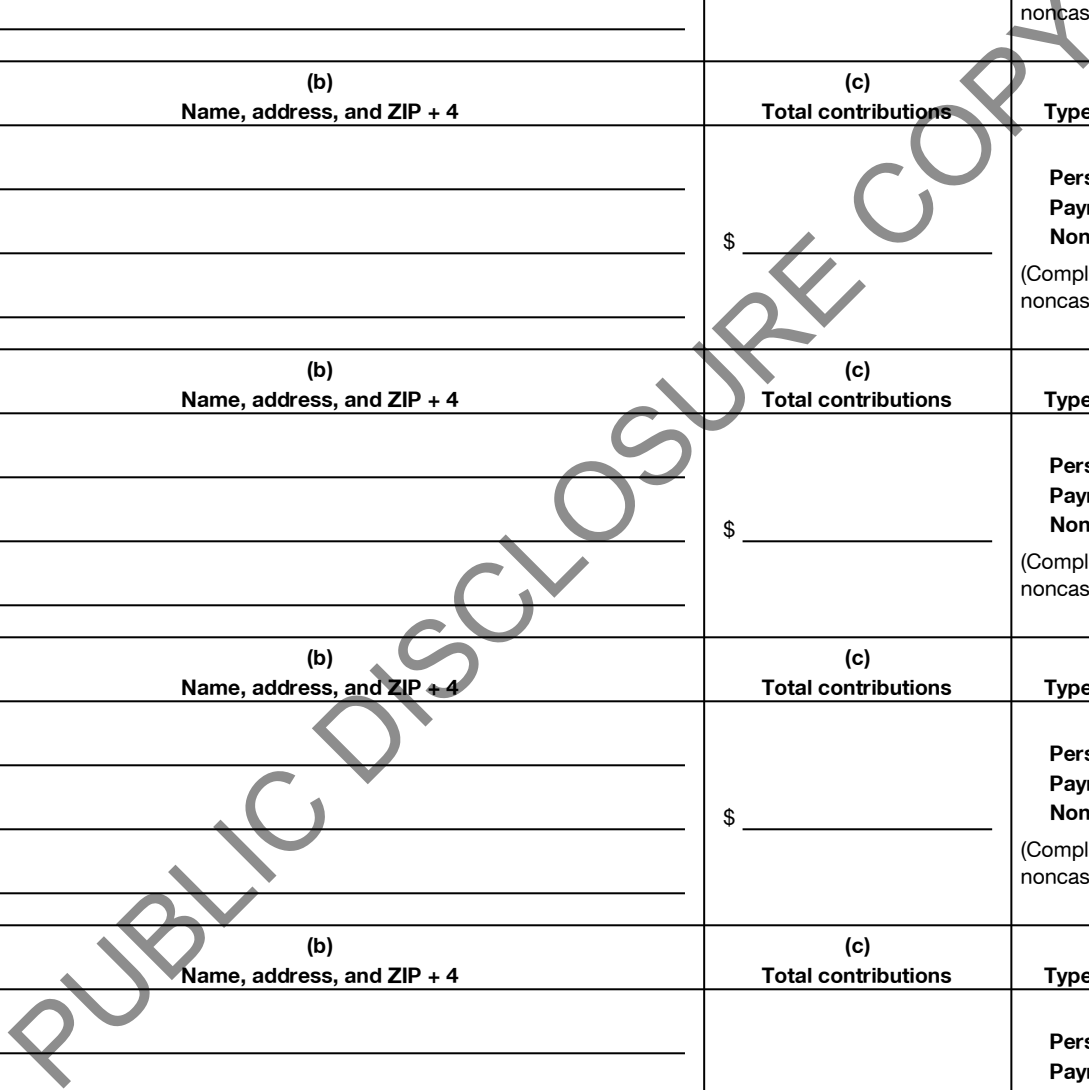 noncas
(b) (c)
Name, address, and ZIP + 4 Total contributions Type
Pers
Payr
$ Non
(Compl
noncas
(b) (c)
Name, address, and ZIP + 4 Total contributions Type
Pers
Payr
$ Non
(Compl
noncas
(b) (c)
Name, address, and ZIP + 4 Total contributions Type
Pers
Payr
$ Non
(Compl
noncas
(b) (c)
Name, address, and ZIP + 4 Total contributions Type
Pers
Payr
PUBLIC DISCLOSURE COPY